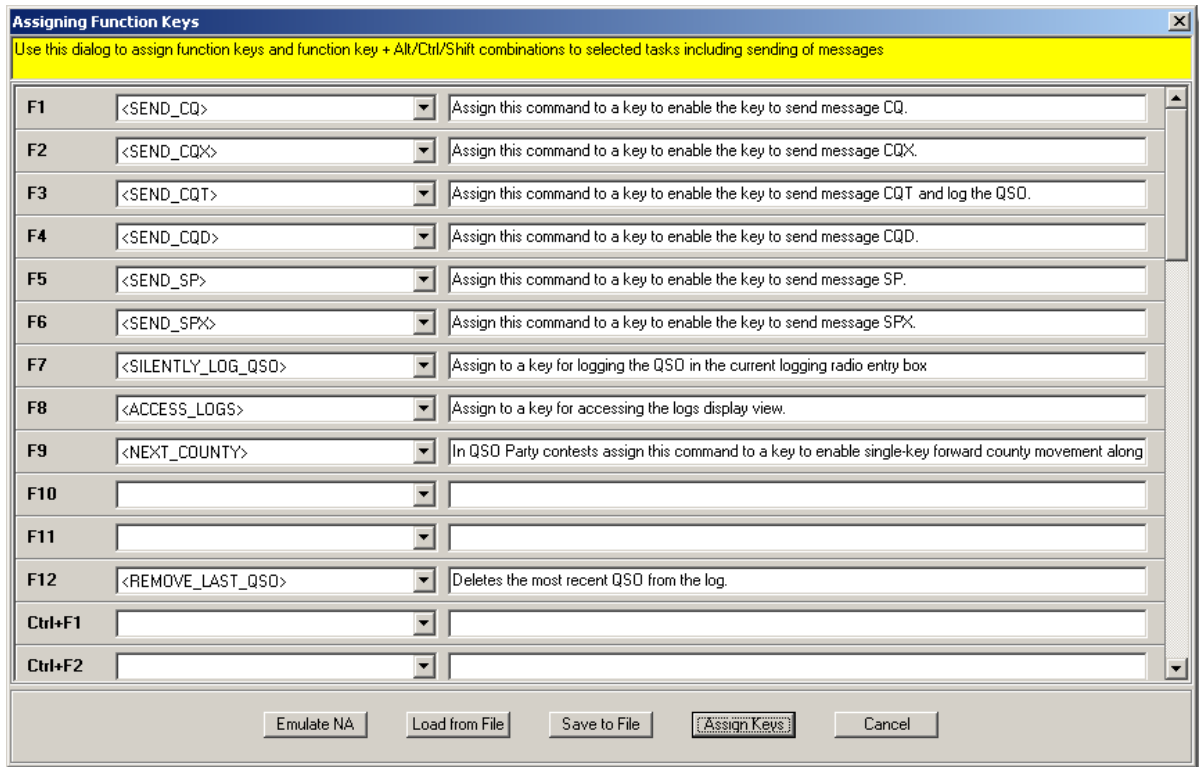 Assigning Function Keys
Use this dialog to assign function keys and function key + Alt/Ctrl/Shift combinations to selected tasks including sending of messages
F1 <SEND_CQ> Assign this command to a key to enable the key to send message CQ.
F2 <SEND_CQX> Assign this command to a key to enable the key to send message CQX.
F3 <SEND_CQT> Assign this command to a key to enable the key to send message CQT and log the QSO.
F4 <SEND_CQD> Assign this command to a key to enable the key to send message CQD.
F5 <SEND_SP> Assign this command to a key to enable the key to send message SP.
F6 <SEND_SPX> Assign this command to a key to enable the key to send message SPX.
F7 <SILENTLY_LOG_QSO> Assign to a key for logging the QSO in the current logging radio entry box
F8 <ACCESS_LOGS> Assign to a key for accessing the logs display view.
F9 <NEXT_COUNTY> In QSO Party contests assign this command to a key to enable single-key forward county movement along
F10
F11
F12 <REMOVE_LAST_QSO> Deletes the most recent QSO from the log.
Ctrl+F1
Ctrl+F2
Emulate NA Load from File Save to File Assign Keys Cancel